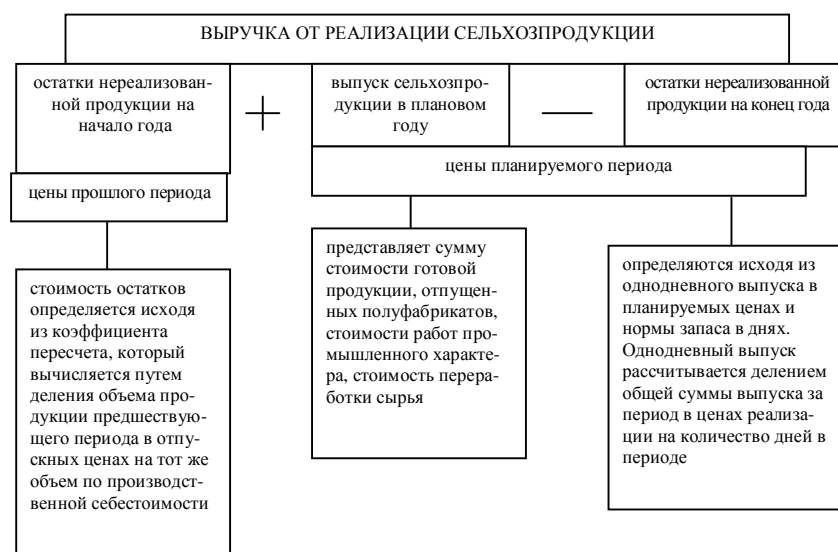 ВЫРУЧКА ОТ РЕАЛИЗАЦИИ СЕЛЬХОЗПРОДУКЦИИ
остатки нереализован-
ной продукции на
начало года
+
выпуск сельхозпро-
дукции в плановом
году
—
остатки нереализованной
продукции на конец года
цены прошлого периода
цены планируемого периода
стоимость остатков
определяется исходя
из коэффициента
пересчета, который
вычисляется путем
деления объема про-
дукции предшествую-
щего периода в отпу-
скных ценах на тот же
объем по производст-
венной себестоимости
представляет сумму
стоимости готовой
продукции, отпущен-
ных полуфабрикатов,
стоимости работ про-
мышленного характе-
ра, стоимость перера-
ботки сырья
определяются исходя из
однодневного выпуска в
планируемых ценах и
нормы запаса в днях.
Однодневный выпуск
рассчитывается делением
общей суммы выпуска за
период в ценах реализа-
ции на количество дней в
периоде